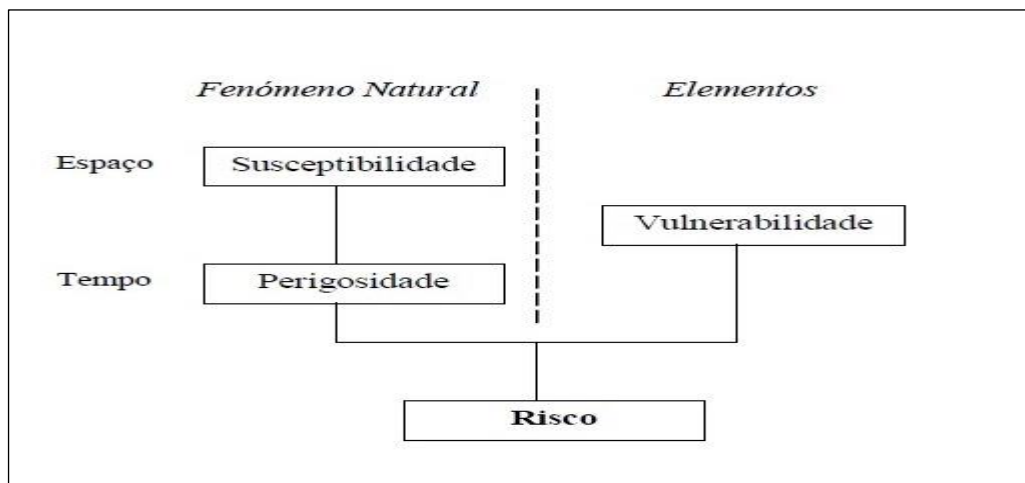 Fenómeno Natural
Elementos
Espaço
Susceptibilidade
Vulnerabilidade
Tempo
Perigosidade
Risco